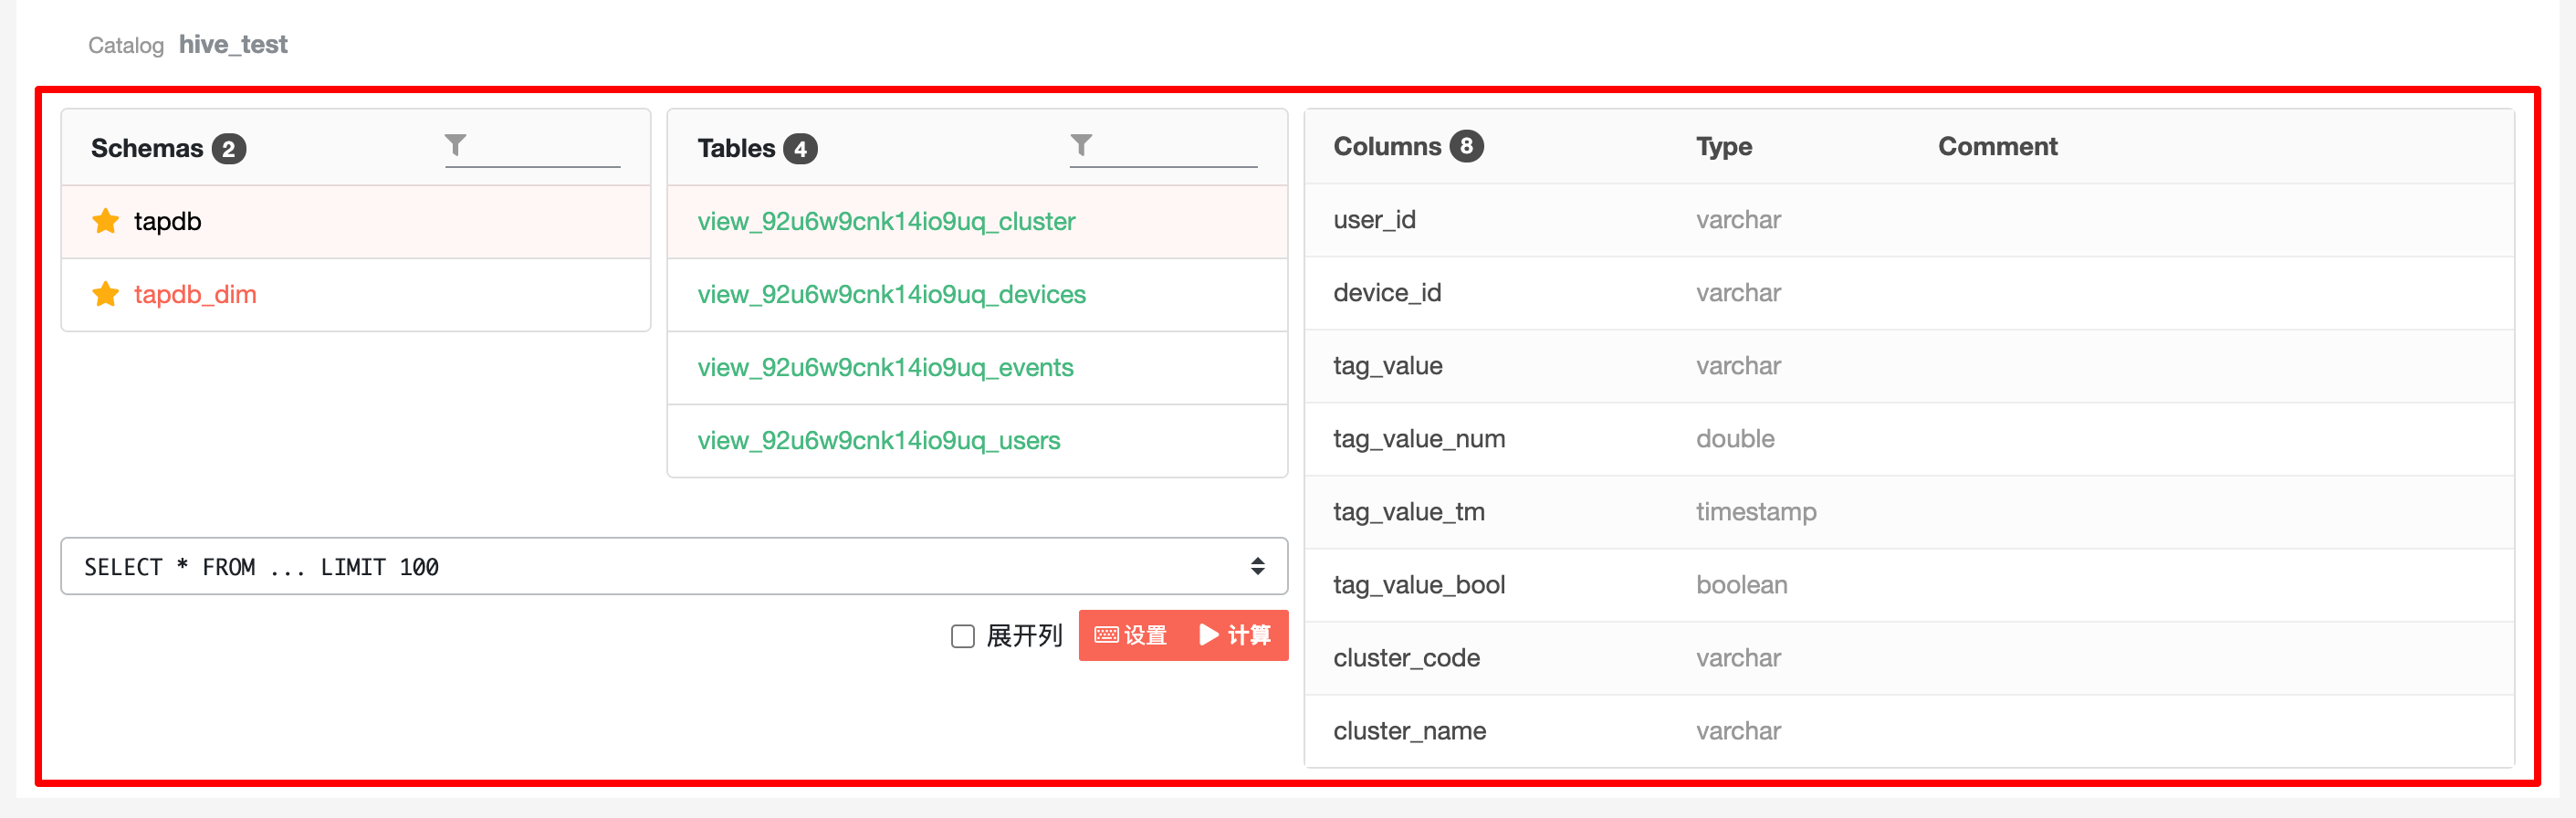 Catalog hive_test
Schemas 2
tapdb
tapdb_dim
Tables 4
view_92u6w9cnk14io9uq_cluster
view_92u6w9cnk14io9uq_devices
view_92u6w9cnk14io9uq_events
view_92u6w9cnk14io9uq_users
SELECT * FROM ... LIMIT 100
展开列 设置 计算
Columns 8 Type Comment
user_id varchar
device_id varchar
tag_value varchar
tag_value_num double
tag_value_tm timestamp
tag_value_bool boolean
cluster_code varchar
cluster_name varchar